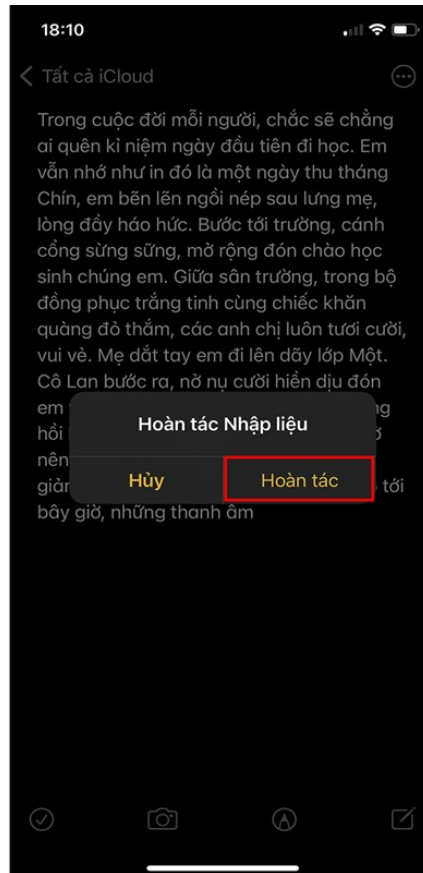 18:10
Tất cả iCloud
Trong cuộc đời mỗi người, chắc sẽ chẳng
ai quên kỉ niệm ngày đầu tiên đi học. Em
vẫn nhớ như in đó là một ngày thu tháng
Chín, em bẽn lẽn ngồi nép sau lưng mẹ,
lòng đầy háo hức. Bước tới trường, cánh
cổng sừng sững, mở rộng đón chào học
sinh chúng em. Giữa sân trường, trong bộ
đồng phục trắng tinh cùng chiếc khăn
quàng đỏ thắm, các anh chị luôn tươi cười,
vui vẻ. Mẹ dắt tay em đi lên dãy lớp Một.
Cô Lan bước ra, nở nụ cười hiền dịu đón
em
hồi
nên
tới
bây giờ, những thanh âm
Hoàn tác Nhập liệu
Hủy
Hoàn tác